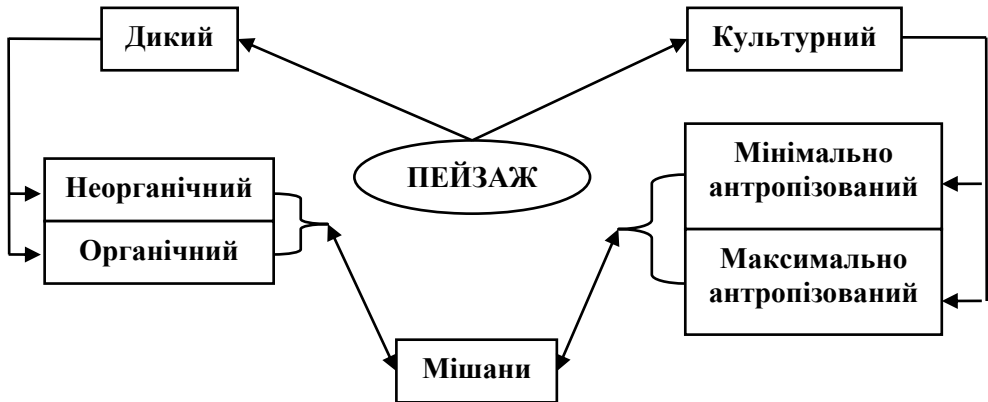 Дикий
Культурний
ПЕЙЗАЖ
Неорганічний
Органічний
Мінімально
антропізований
Максимально
антропізований
Мішани